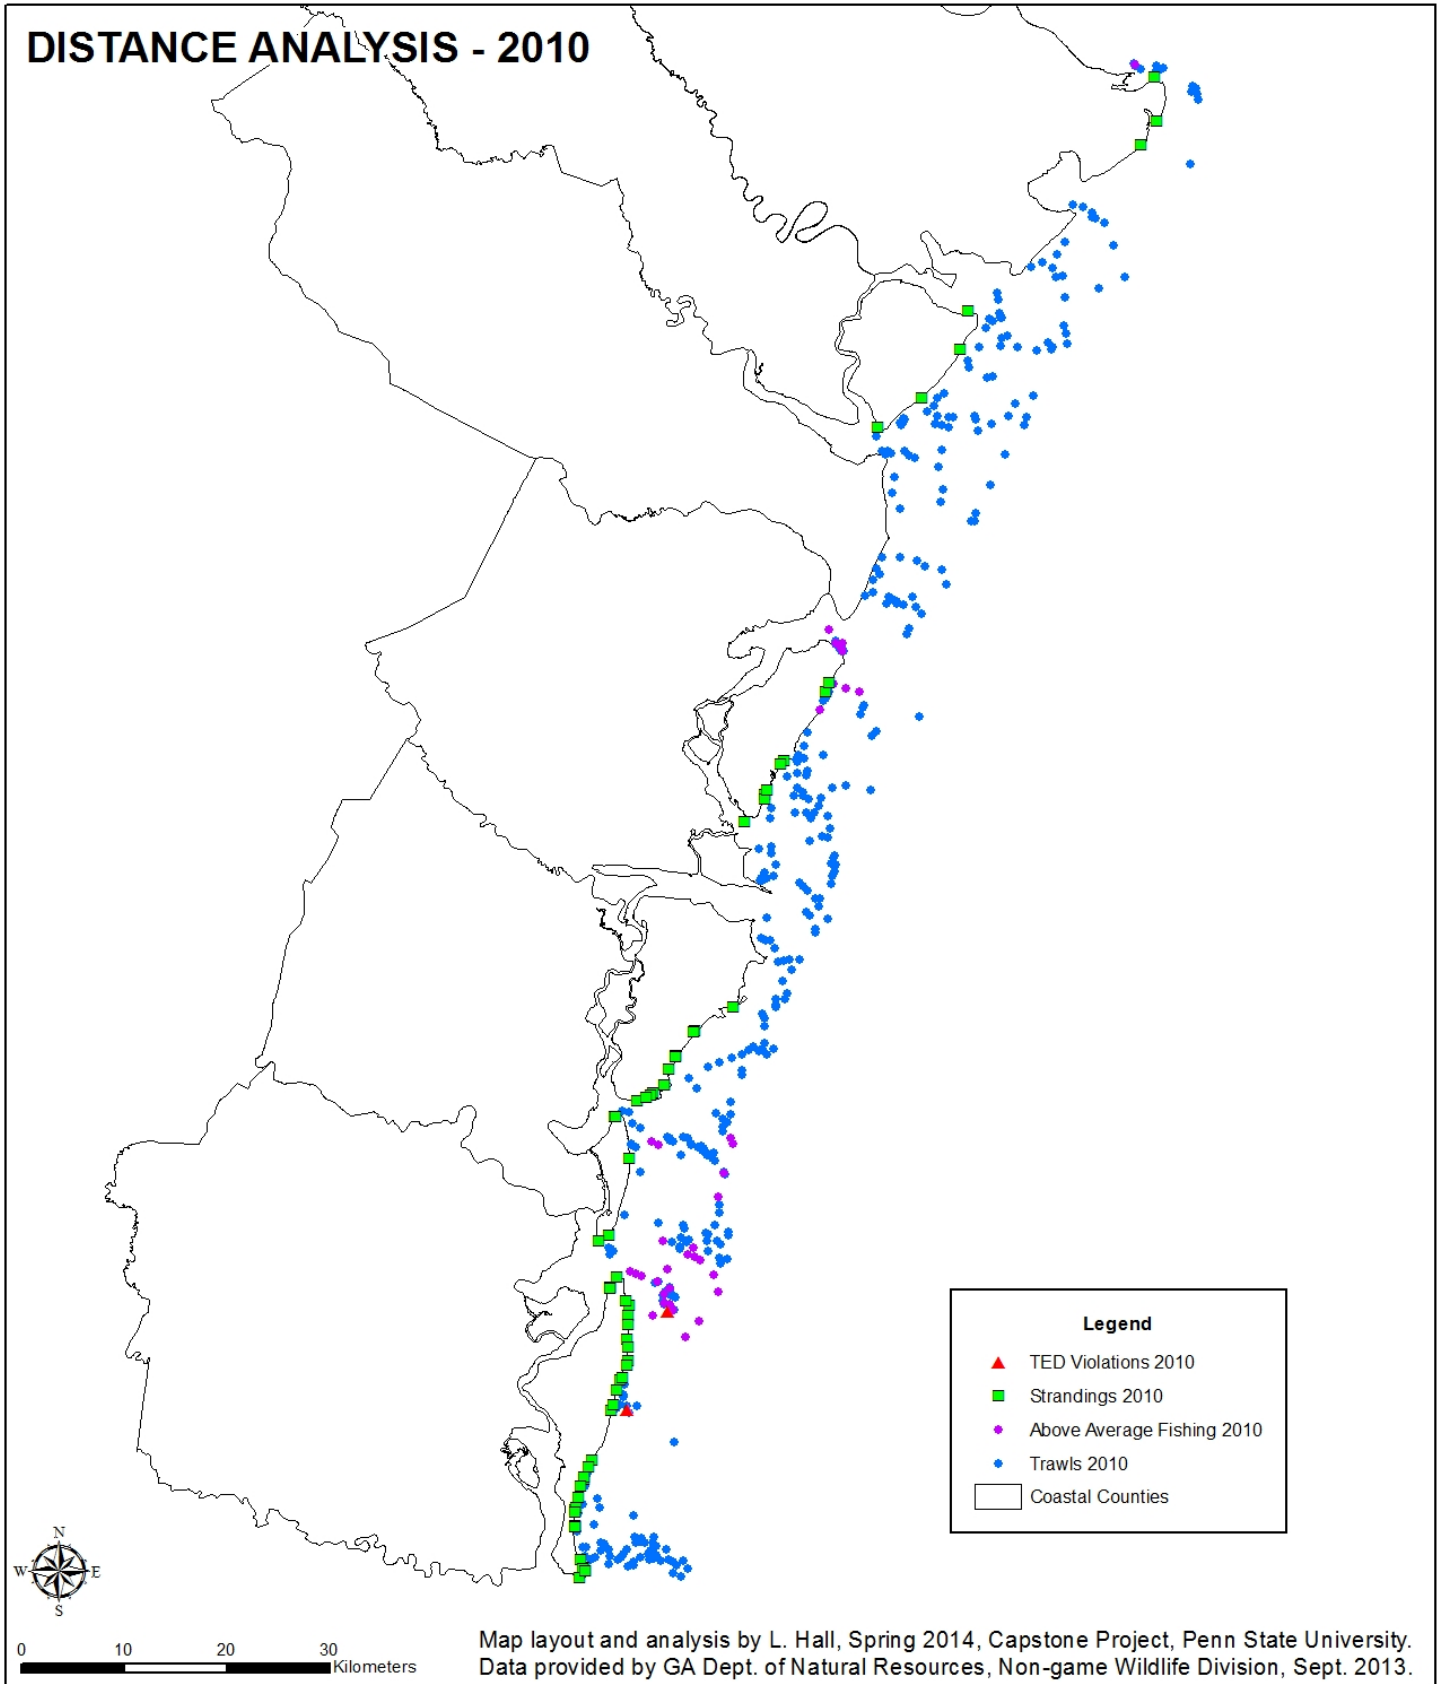 DISTANCE ANALYSIS - 2010
Legend
TED Violations 2010
Strandings 2010
Above Average Fishing 2010
Trawls 2010
Coastal Counties
N
W E
S
0 10 20 30
Kilometers
Map layout and analysis by L. Hall, Spring 2014, Capstone Project, Penn State University.
Data provided by GA Dept. of Natural Resources, Non-game Wildlife Division, Sept. 2013.